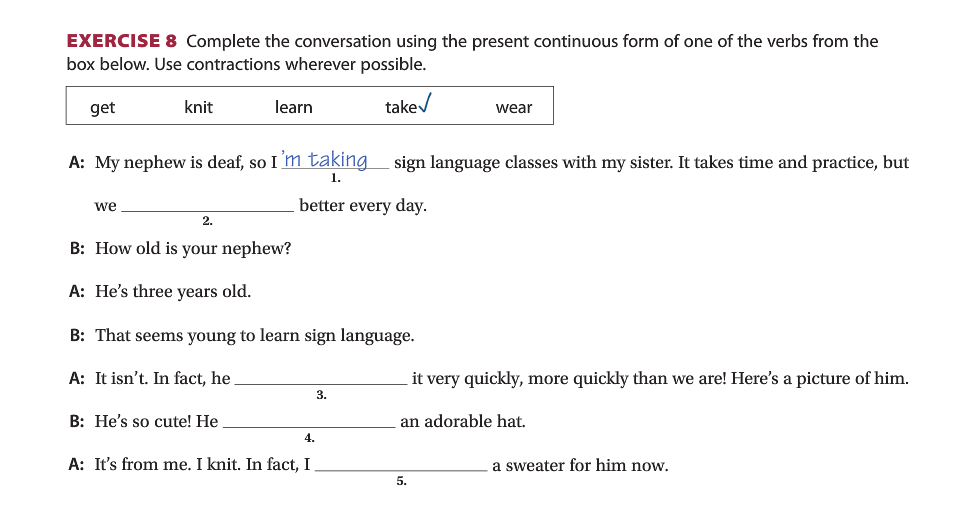 EXERCISE 8 Complete the conversation using the present continuous form of one of the verbs from the
box below. Use contractions wherever possible.
get knit learn take✓ wear
A: My nephew is deaf, so I 'm taking sign language classes with my sister. It takes time and practice, but
1.
we ____________ better every day.
2.
B: How old is your nephew?
A: He's three years old.
B: That seems young to learn sign language.
A: It isn't. In fact, he ____________ it very quickly, more quickly than we are! Here's a picture of him.
3.
B: He's so cute! He ____________ an adorable hat.
4.
A: It's from me. I knit. In fact, I ____________ a sweater for him now.
5.